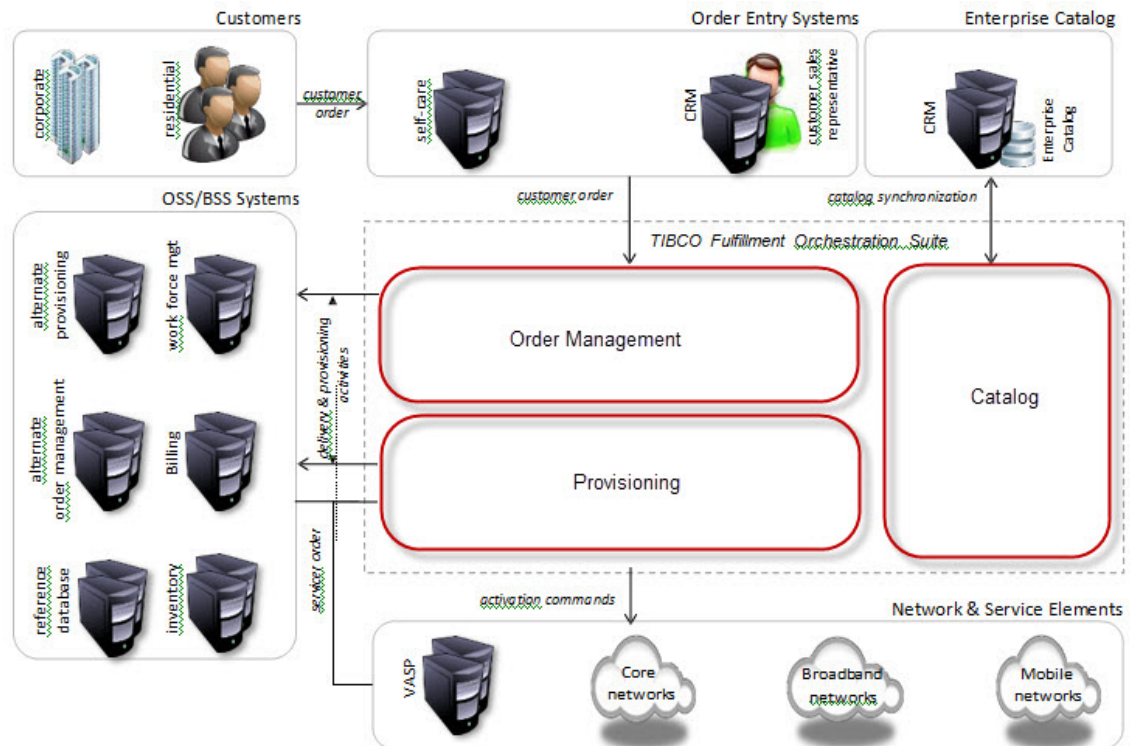 Customers
Order Entry Systems
Enterprise Catalog
corporate
residential
customer
order
self-care
CRM
customer sales
representative
CRM
Enterprise
Catalog
OSS/BSS Systems
customer order
catalog synchronization
TIBCO Fulfillment Orchestration Suite
alternate
provisioning
work force mgt
delivery & provisioning
activities
Order Management
Catalog
alternate
order management
Billing
Provisioning
reference
database
inventory
servicer order
activation commands
Network & Service Elements
VASP
Core
networks
Broadband
networks
Mobile
networks